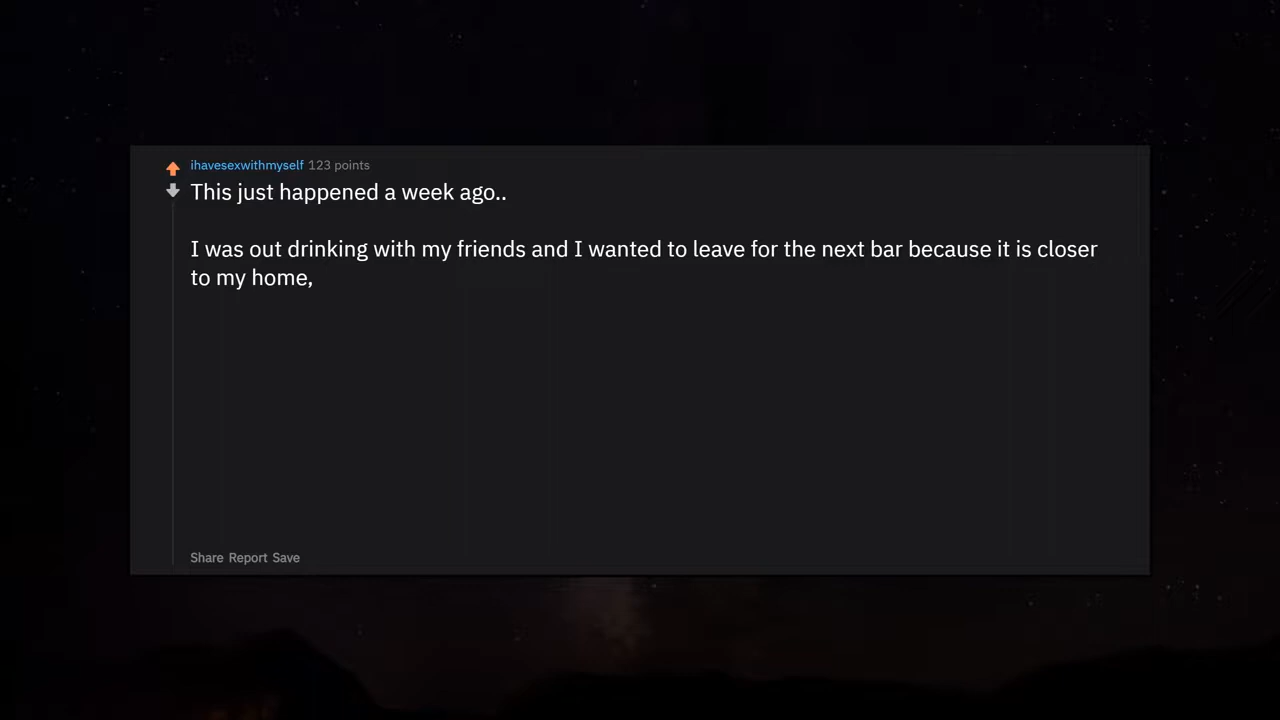 ihavesexwithmyself 123 points
This just happened a week ago..
I was out drinking with my friends and I wanted to leave for the next bar because it is closer
to my home,
Share Report Save